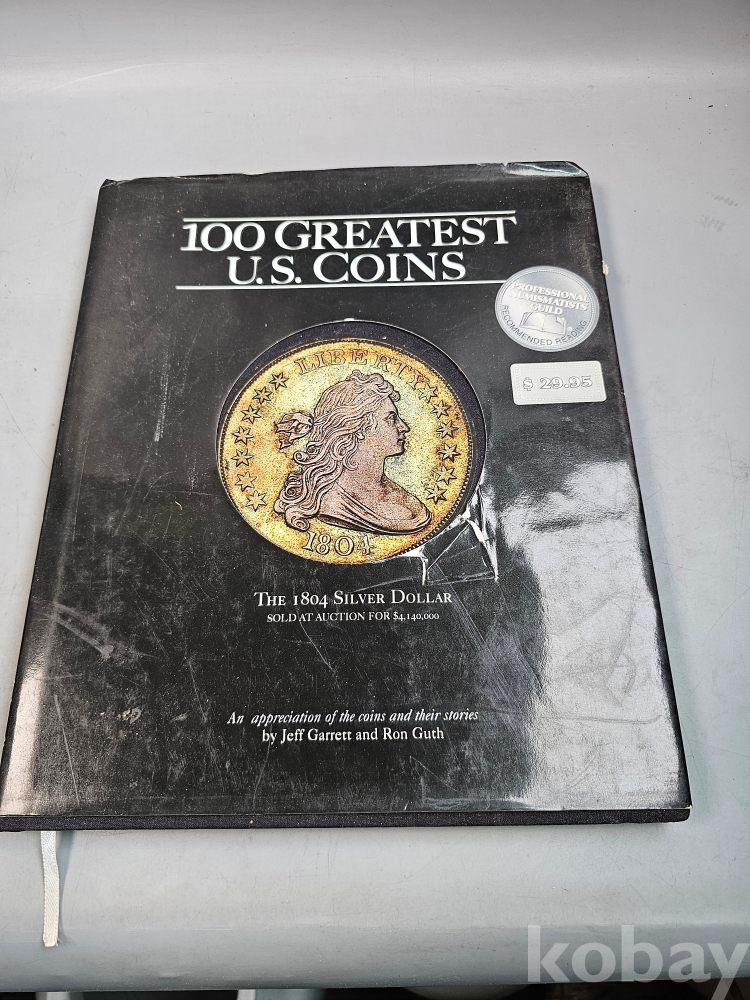 100 GREATEST
U.S. COINS
PROFESSIONAL
NUMISMATISTS
GUILD
RECOMMENDED READING
$ 29.95
LIBERTY
1804
THE 1804 SILVER DOLLAR
SOLD AT AUCTION FOR $4,140,000
An appreciation of the coins and their stories
by Jeff Garrett and Ron Guth
kobay